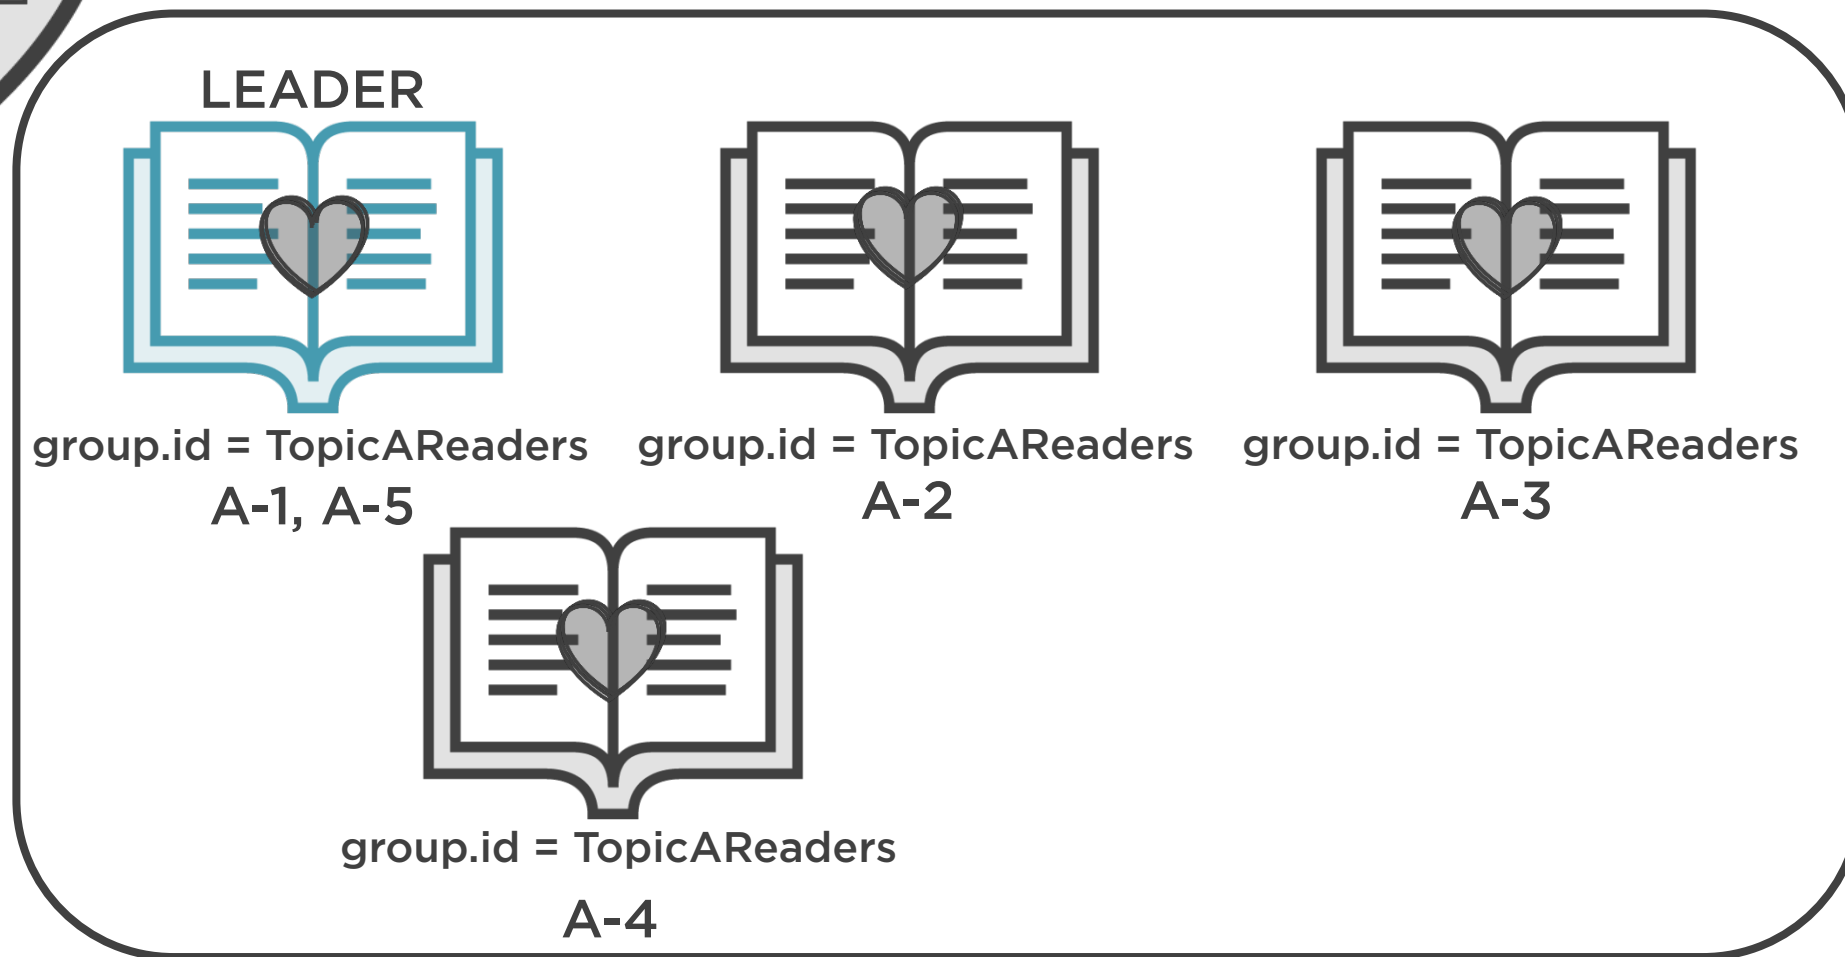 LEADER
group.id = TopicAReaders
A-1, A-5
group.id = TopicAReaders
A-2
group.id = TopicAReaders
A-3
group.id = TopicAReaders
A-4